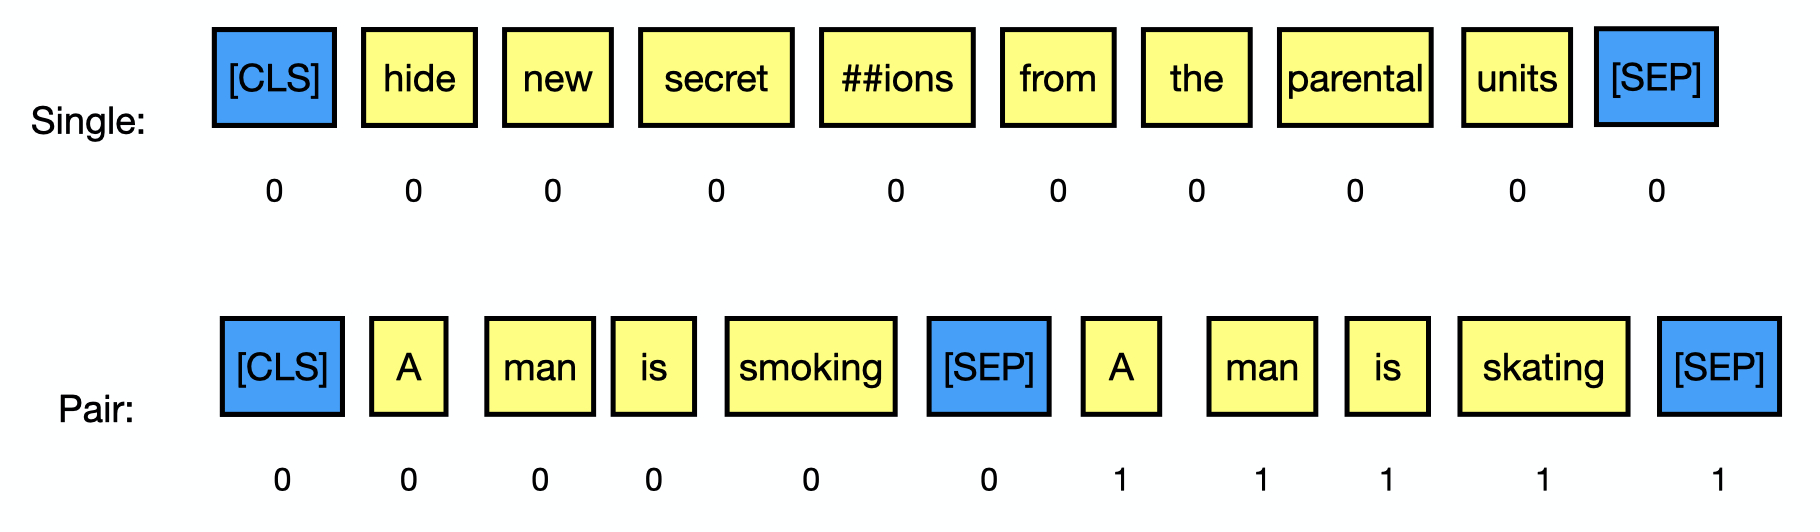 [CLS] hide new secret ##ions from the parental units [SEP]
Single:
0 0 0 0 0 0 0 0 0 0
[CLS] A man is smoking [SEP] A man is skating [SEP]
Pair:
0 0 0 0 0 0 1 1 1 1 1